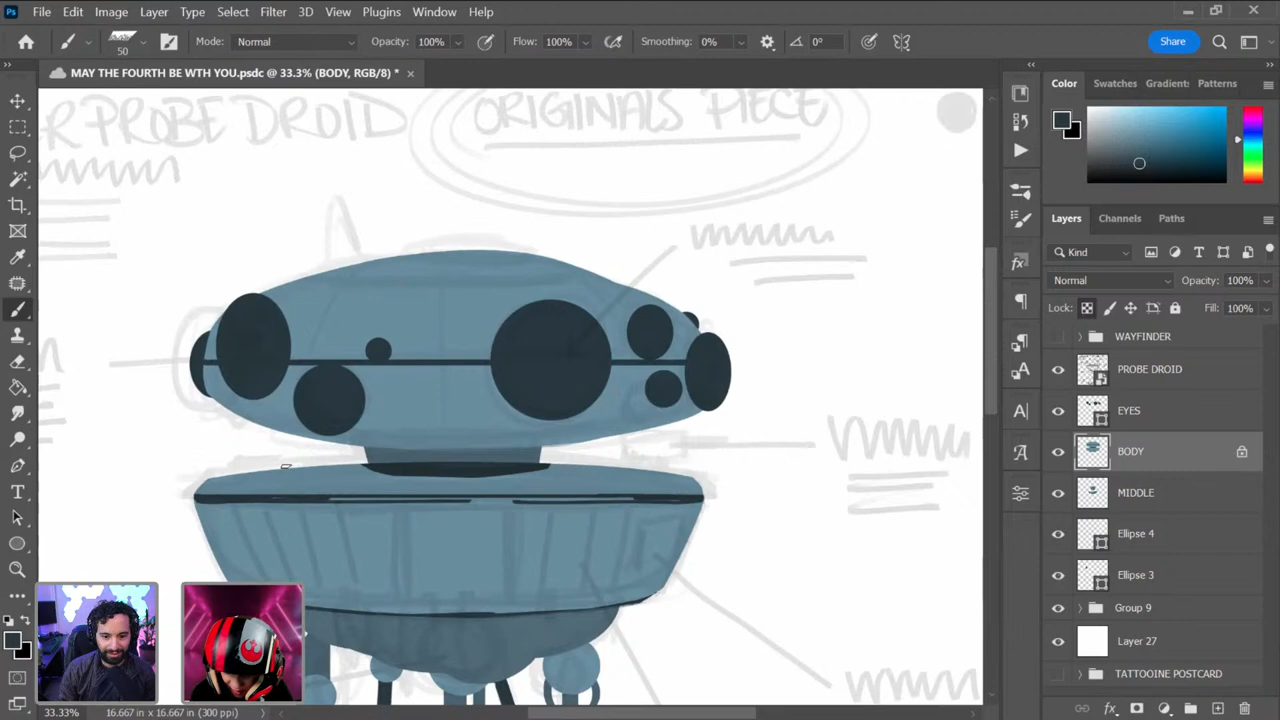 Ps File Edit Image Layer Type Select Filter 3D View Plugins Window Help
50 Mode: Normal Opacity: 100% Flow: 100% Smoothing: 0% 0° Share
MAY THE FOURTH BE WTH YOU.psdc @ 33.3% (BODY, RGB/8) * ×
R PROBE DROID
ORIGINALS PIECE
Color Swatches Gradient: Patterns
Layers Channels Paths
Kind
Normal Opacity: 100%
Lock: Fill: 100%
WAYFINDER
PROBE DROID
EYES
BODY
MIDDLE
Ellipse 4
Ellipse 3
Group 9
Layer 27
TATTOOINE POSTCARD
33.33% 16.667 in x 16.667 in (300 ppi)